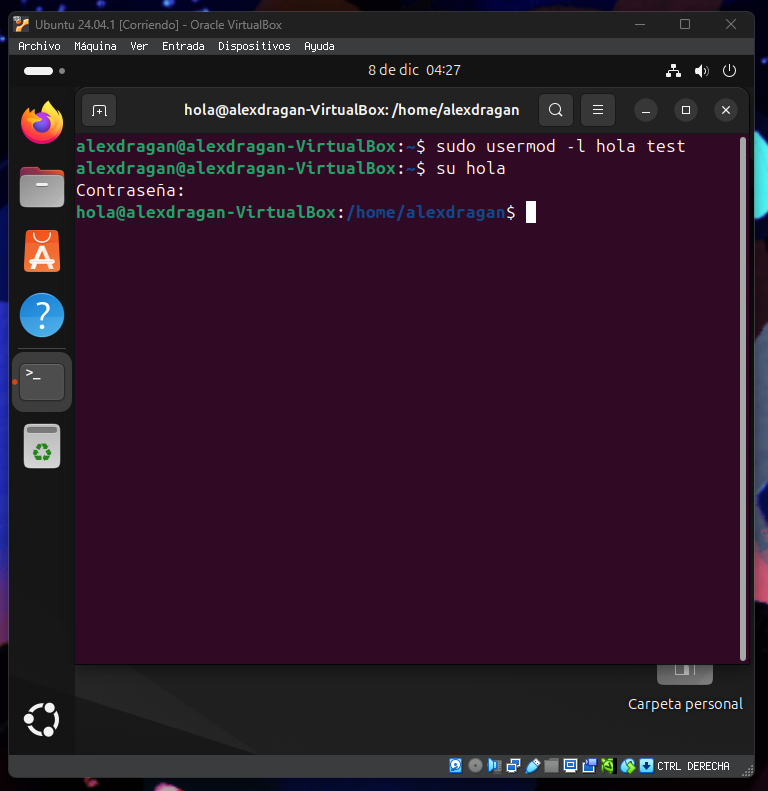 Ubuntu 24.04.1 [Corriendo] - Oracle VirtualBox
Archivo Máquina Ver Entrada Dispositivos Ayuda
8 de dic 04:27
hola@alexdragan-VirtualBox: /home/alexdragan
alexdragan@alexdragan-VirtualBox:~$ sudo usermod -l hola test
alexdragan@alexdragan-VirtualBox:~$ su hola
Contraseña:
hola@alexdragan-VirtualBox:/home/alexdragan$
Carpeta personal
CTRL DERECHA